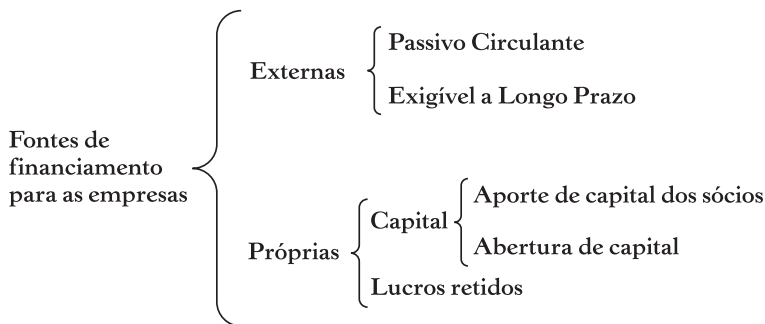 Fontes de
financiamento
para as empresas
Externas
Passivo Circulante
Exigível a Longo Prazo
Próprias
Capital
Aporte de capital dos sócios
Abertura de capital
Lucros retidos